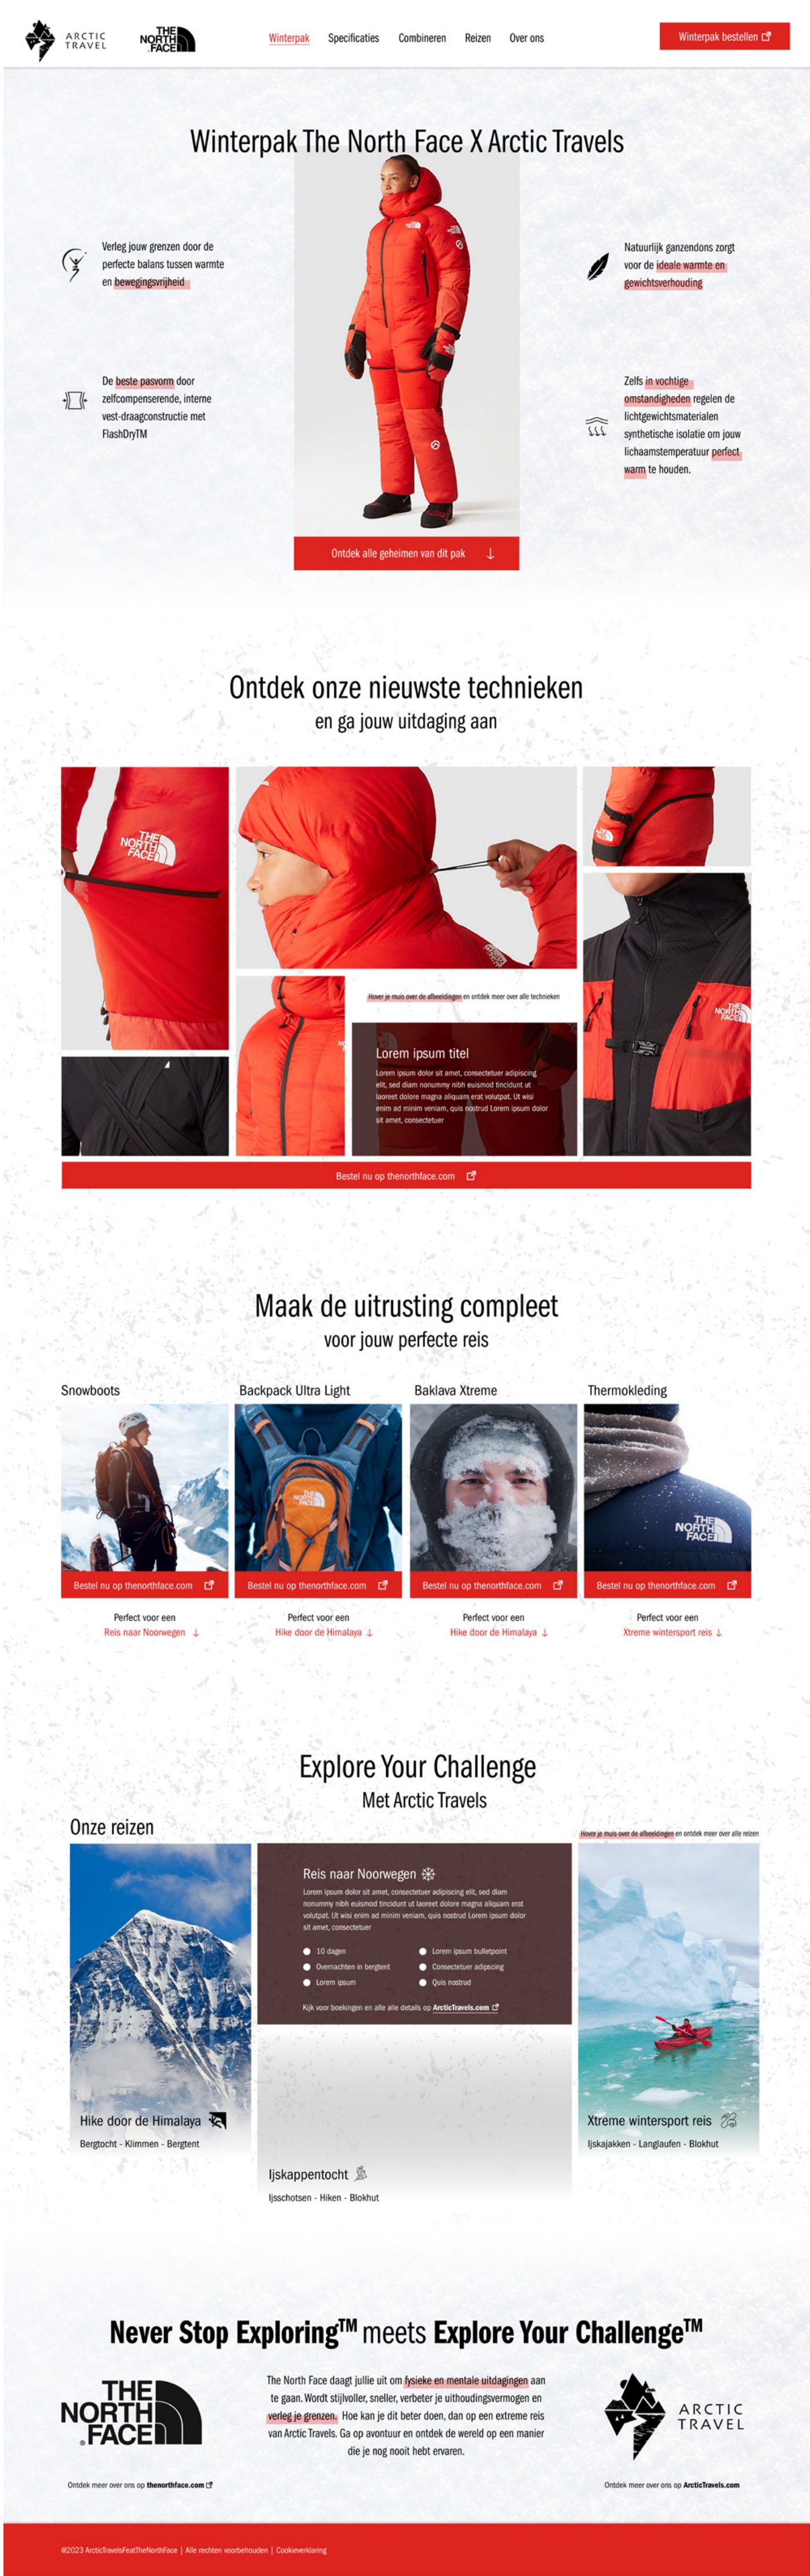 ARCTIC
TRAVEL
THE
NORTH
FACE
Winterpak
Specificaties
Combineren
Reizen
Over ons
Winterpak bestellen
Winterpak The North Face X Arctic Travels
Verleg jouw grenzen door de
perfecte balans tussen warmte
en bewegingsvrijheid
De beste pasvorm door
zelfcompenserende, interne
vest-draagconstructie met
FlashDryTM
Natuurlijk ganzendons zorgt
voor de ideale warmte en
gewichtsverhouding
Zelfs in vochtige
omstandigheden regelen de
lichtgewichtsmaterialen
synthetische isolatie om jouw
lichaamstemperatuur perfect
warm te houden.
Ontdek alle geheimen van dit pak
Ontdek onze nieuwste technieken
en ga jouw uitdaging aan
THE
NORTH
FACE
THE
NORTH
FACE
Hover je muis over de afbeeldingen en ontdek meer over alle technieken
Lorem ipsum titel
Lorem ipsum dolor sit amet, consectetuer adipiscing
elit, sed diam nonummy nibh euismod tincidunt ut
laoreet dolore magna aliquam erat volutpat. Ut wisi
enim ad minim veniam, quis nostrud Lorem ipsum dolor
sit amet, consectetuer
Bestel nu op thenorthface.com
Maak de uitrusting compleet
voor jouw perfecte reis
Snowboots
Backpack Ultra Light
Baklava Xtreme
Thermokleding
THE
NORTH
FACE
THE
NORTH
FACE
Bestel nu op thenorthface.com
Bestel nu op thenorthface.com
Bestel nu op thenorthface.com
Bestel nu op thenorthface.com
Perfect voor een
Reis naar Noorwegen
Perfect voor een
Hike door de Himalaya
Perfect voor een
Hike door de Himalaya
Perfect voor een
Xtreme wintersport reis
Explore Your Challenge
Met Arctic Travels
Onze reizen
Hover je muis over de afbeeldingen en ontdek meer over alle reizen
Reis naar Noorwegen
Lorem ipsum dolor sit amet, consectetuer adipiscing elit, sed diam
nonummy nibh euismod tincidunt ut laoreet dolore magna aliquam erat
volutpat. Ut wisi enim ad minim veniam, quis nostrud Lorem ipsum dolor
sit amet, consectetuer
10 dagen
Overnachten in bergtent
Lorem ipsum
Lorem ipsum bulletpoint
Consectetuer adipscing
Quis nostrud
Kijk voor boekingen en alle alle details op ArcticTravels.com
Hike door de Himalaya
Bergtocht - Klimmen - Bergtent
Ijskappentocht
Ijsschotsen - Hiken - Blokhut
Xtreme wintersport reis
Ijskajakken - Langlaufen - Blokhut
Never Stop Exploring™ meets Explore Your Challenge™
THE
NORTH
FACE
The North Face daagt jullie uit om fysieke en mentale uitdagingen aan
te gaan. Wordt stijlvoller, sneller, verbeter je uithoudingsvermogen en
verleg je grenzen. Hoe kan je dit beter doen, dan op een extreme reis
van Arctic Travels. Ga op avontuur en ontdek de wereld op een manier
die je nog nooit hebt ervaren.
ARCTIC
TRAVEL
Ontdek meer over ons op thenorthface.com
Ontdek meer over ons op ArcticTravels.com
©2023 ArcticTravelsFeatTheNorthFace | Alle rechten voorbehouden | Cookieverklaring